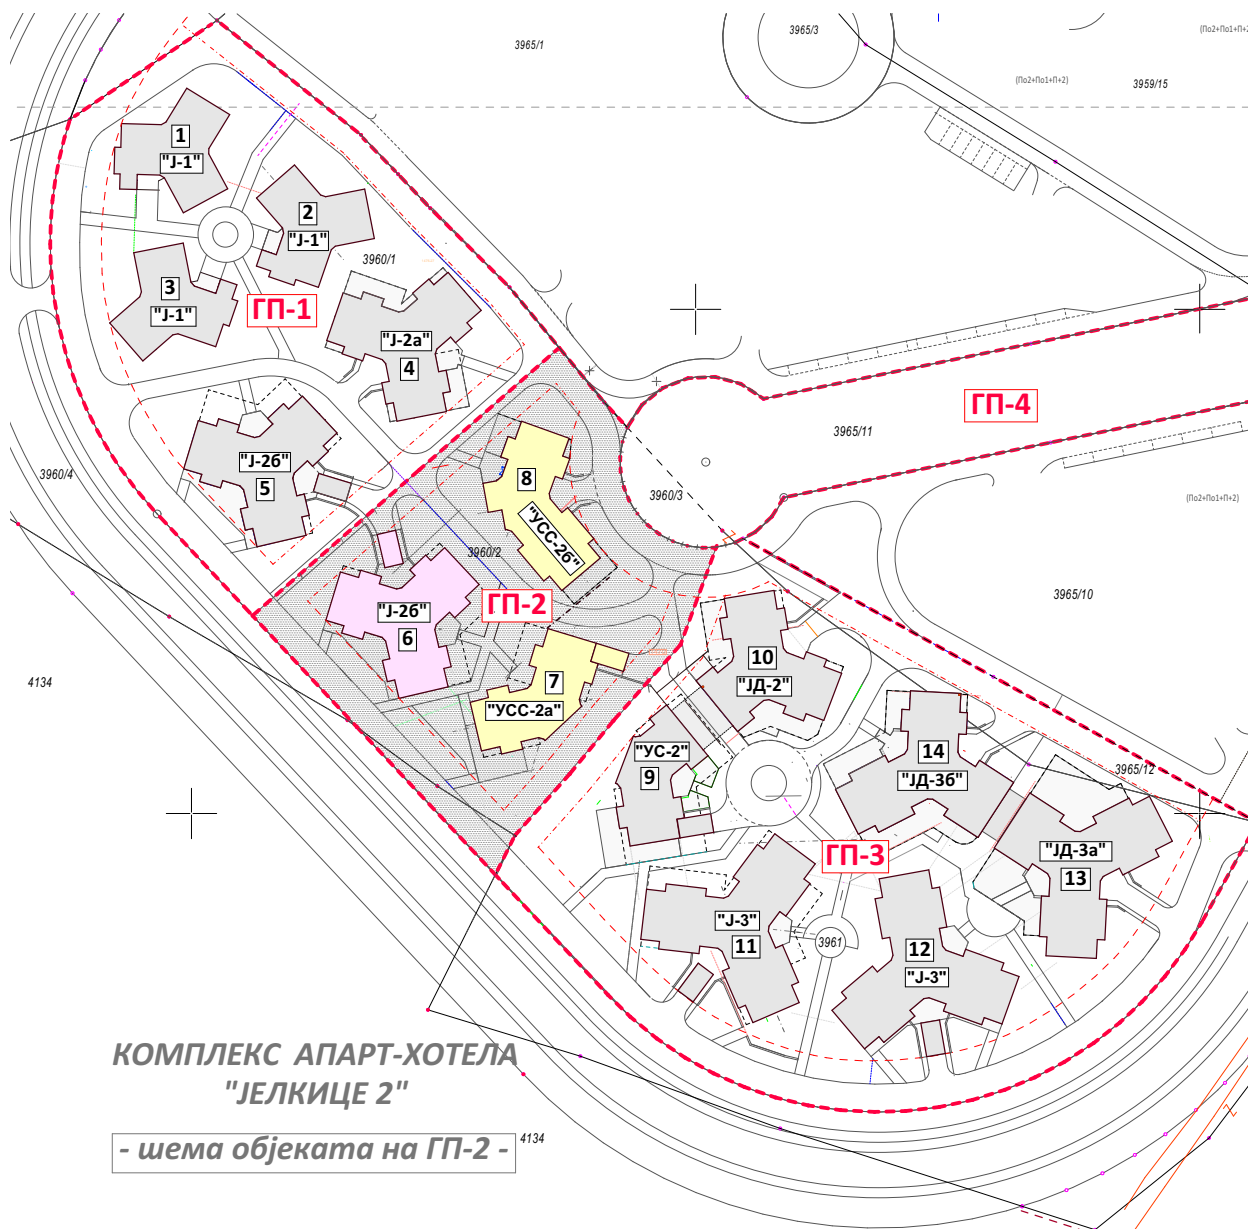 3965/1
3965/3
(По2+По1+П+2)
(По2+По1+П+2)
3959/15
1
"Ј-1"
2
"Ј-1"
3960/1
3
"Ј-1"
ГП-1
"Ј-2а"
4
ГП-4
3965/11
"Ј-2б"
5
3960/4
8
"УСС-2б"
3960/3
(По2+По1+П+2)
3960/2
ГП-2
"Ј-2б"
6
3965/10
10
"ЈД-2"
4134
7
"УСС-2а"
"УС-2"
9
14
"ЈД-3б"
3965/12
ГП-3
"ЈД-3а"
13
"Ј-3"
11
3961
12
"Ј-3"
КОМПЛЕКС АПАРТ-ХОТЕЛА
"ЈЕЛКИЦЕ 2"
- шема објеката на ГП-2 -
4134
2